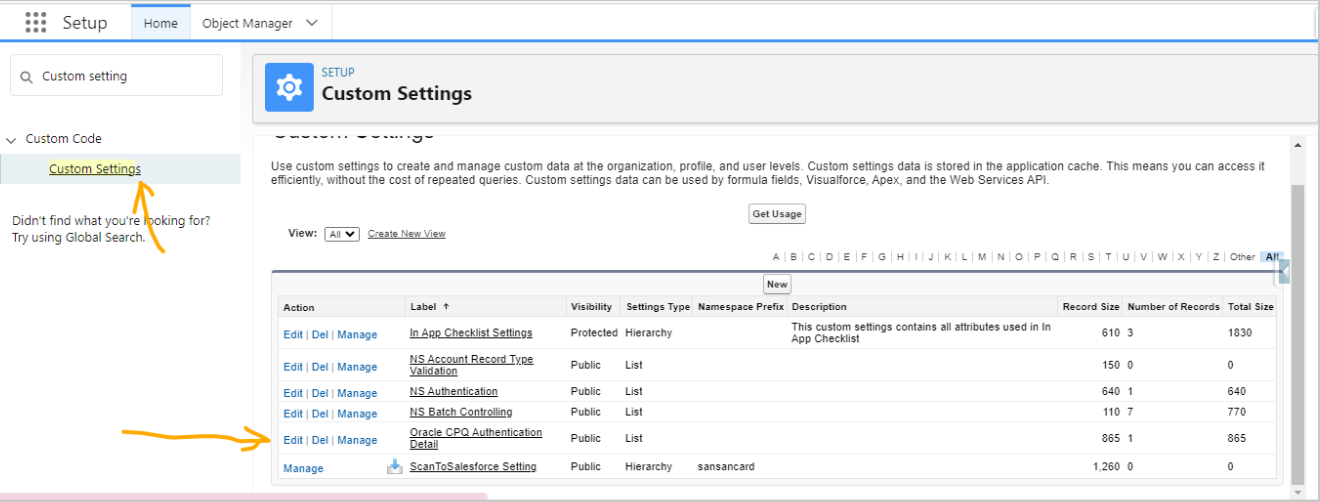 Setup Home Object Manager
Custom setting
SETUP
Custom Settings
Custom Code
Custom Settings
Didn't find what you're looking for?
Try using Global Search.
Custom Settings
Use custom settings to create and manage custom data at the organization, profile, and user levels. Custom settings data is stored in the application cache. This means you can access it
efficiently, without the cost of repeated queries. Custom settings data can be used by formula fields, Visualforce, Apex, and the Web Services API.
Get Usage
View: All Create New View
A | B | C | D | E | F | G | H | I | J | K | L | M | N | O | P | Q | R | S | T | U | V | W | X | Y | Z | Other All
New
Action Label ↑ Visibility Settings Type Namespace Prefix Description Record Size Number of Records Total Size
Edit | Del | Manage In App Checklist Settings Protected Hierarchy This custom settings contains all attributes used in In 610 3 1830
App Checklist
Edit | Del | Manage NS Account Record Type Public List 150 0 0
Validation
Edit | Del | Manage NS Authentication Public List 640 1 640
Edit | Del | Manage NS Batch Controlling Public List 110 7 770
Edit | Del | Manage Oracle CPQ Authentication Public List 865 1 865
Detail
Manage ScanToSalesforce Setting Public Hierarchy sansancard 1,260 0 0